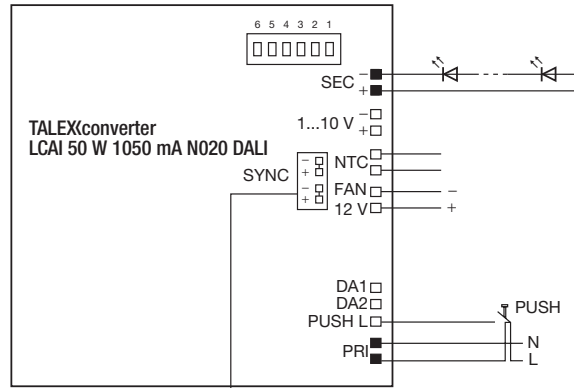 6 5 4 3 2 1
SEC
−
+
TALEXXconverter
LCAI 50 W 1050 mA N020 DALI
1...10 V
−
+
SYNC
−
+
−
+
NTC
FAN −
12 V +
DA1
DA2
PUSH L
PUSH
PRI
N
L